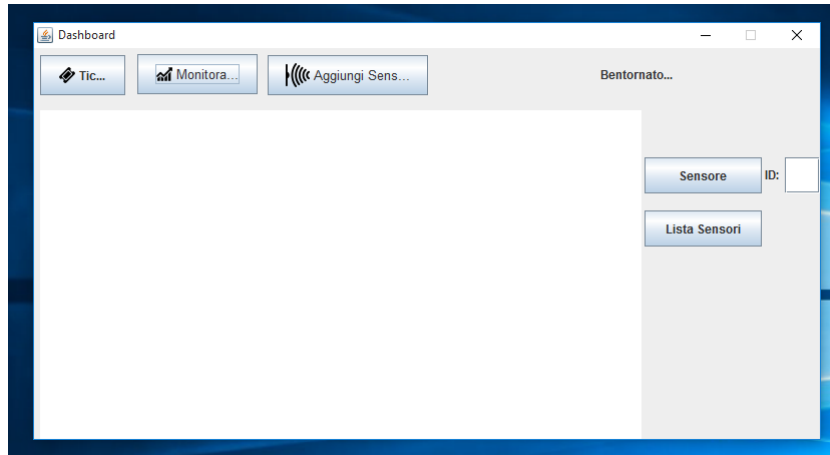 Dashboard
Tic...
Monitora...
Aggiungi Sens...
Bentornato...
Sensore
ID:
Lista Sensori